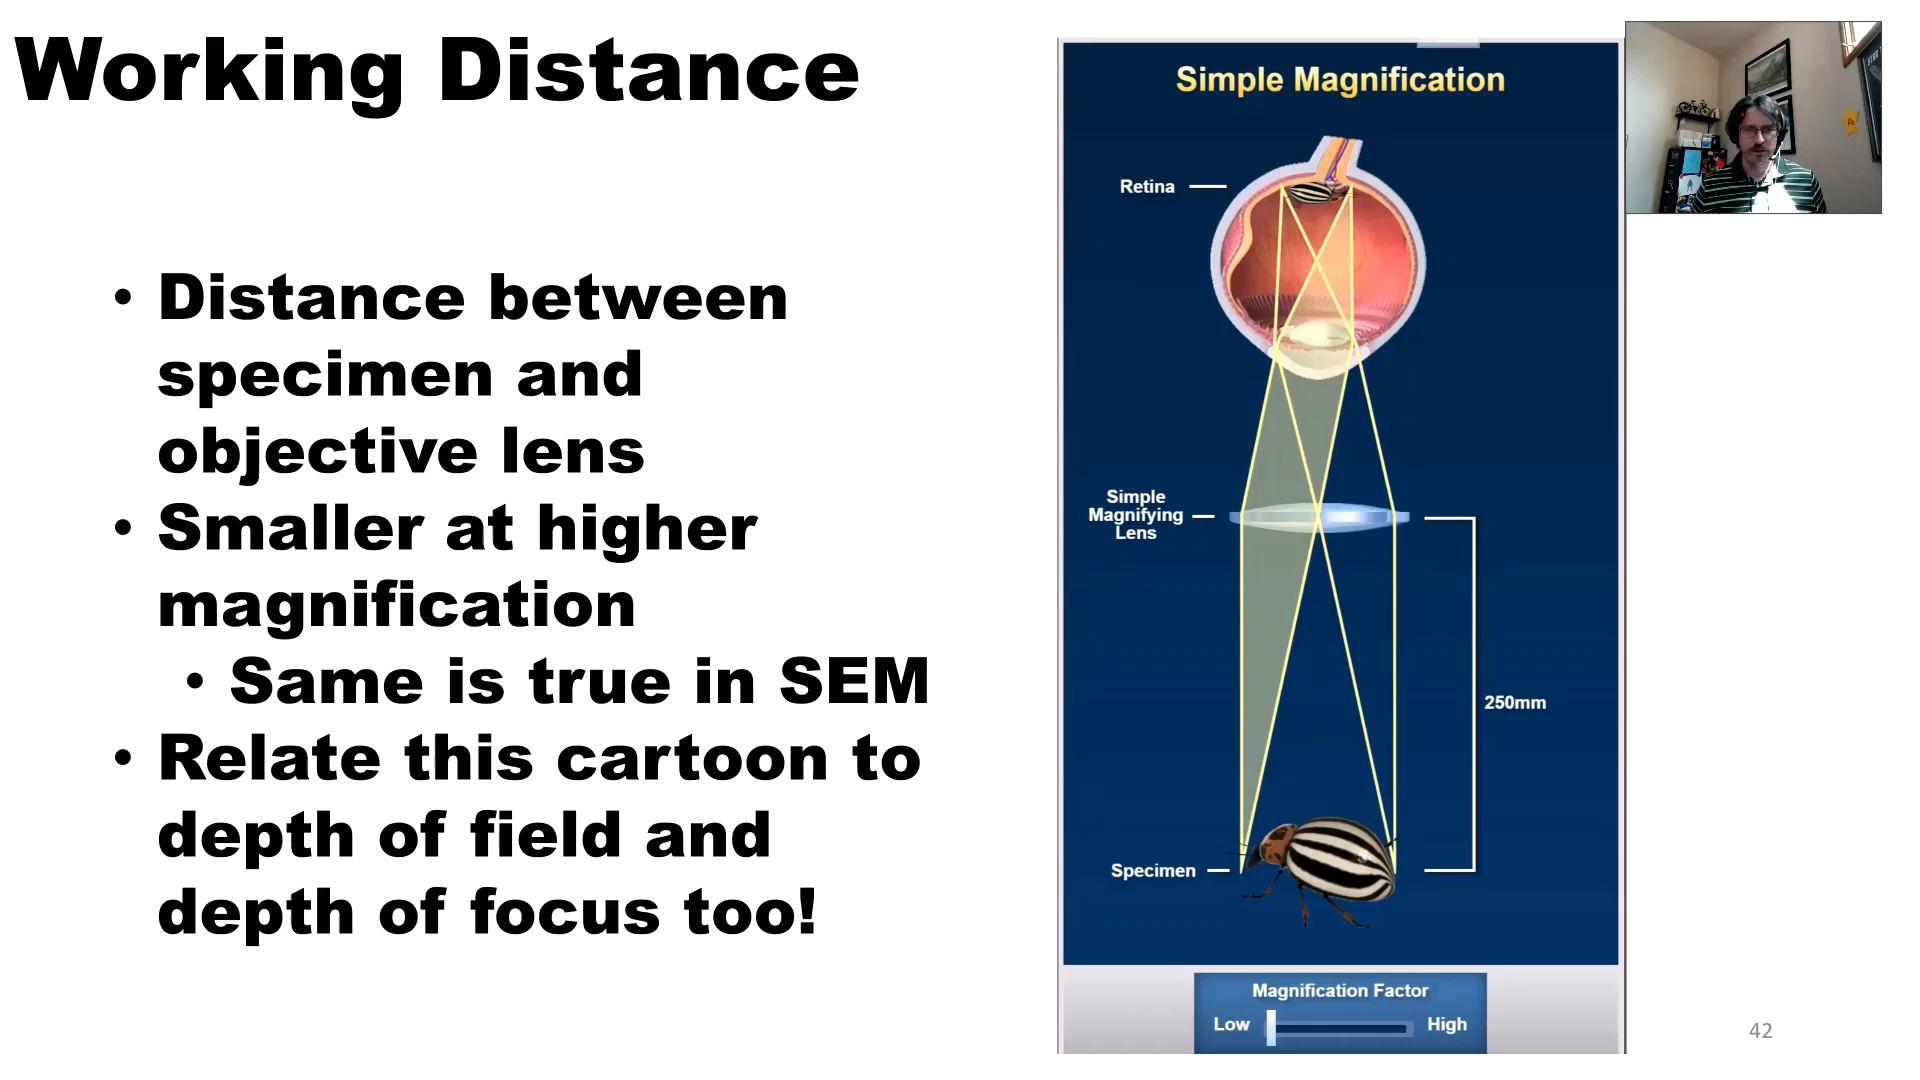 Working Distance
• Distance between
specimen and
objective lens
• Smaller at higher
magnification
• Same is true in SEM
• Relate this cartoon to
depth of field and
depth of focus too!
Simple Magnification
Retina
Simple
Magnifying
Lens
250mm
Specimen
Magnification Factor
Low High
42